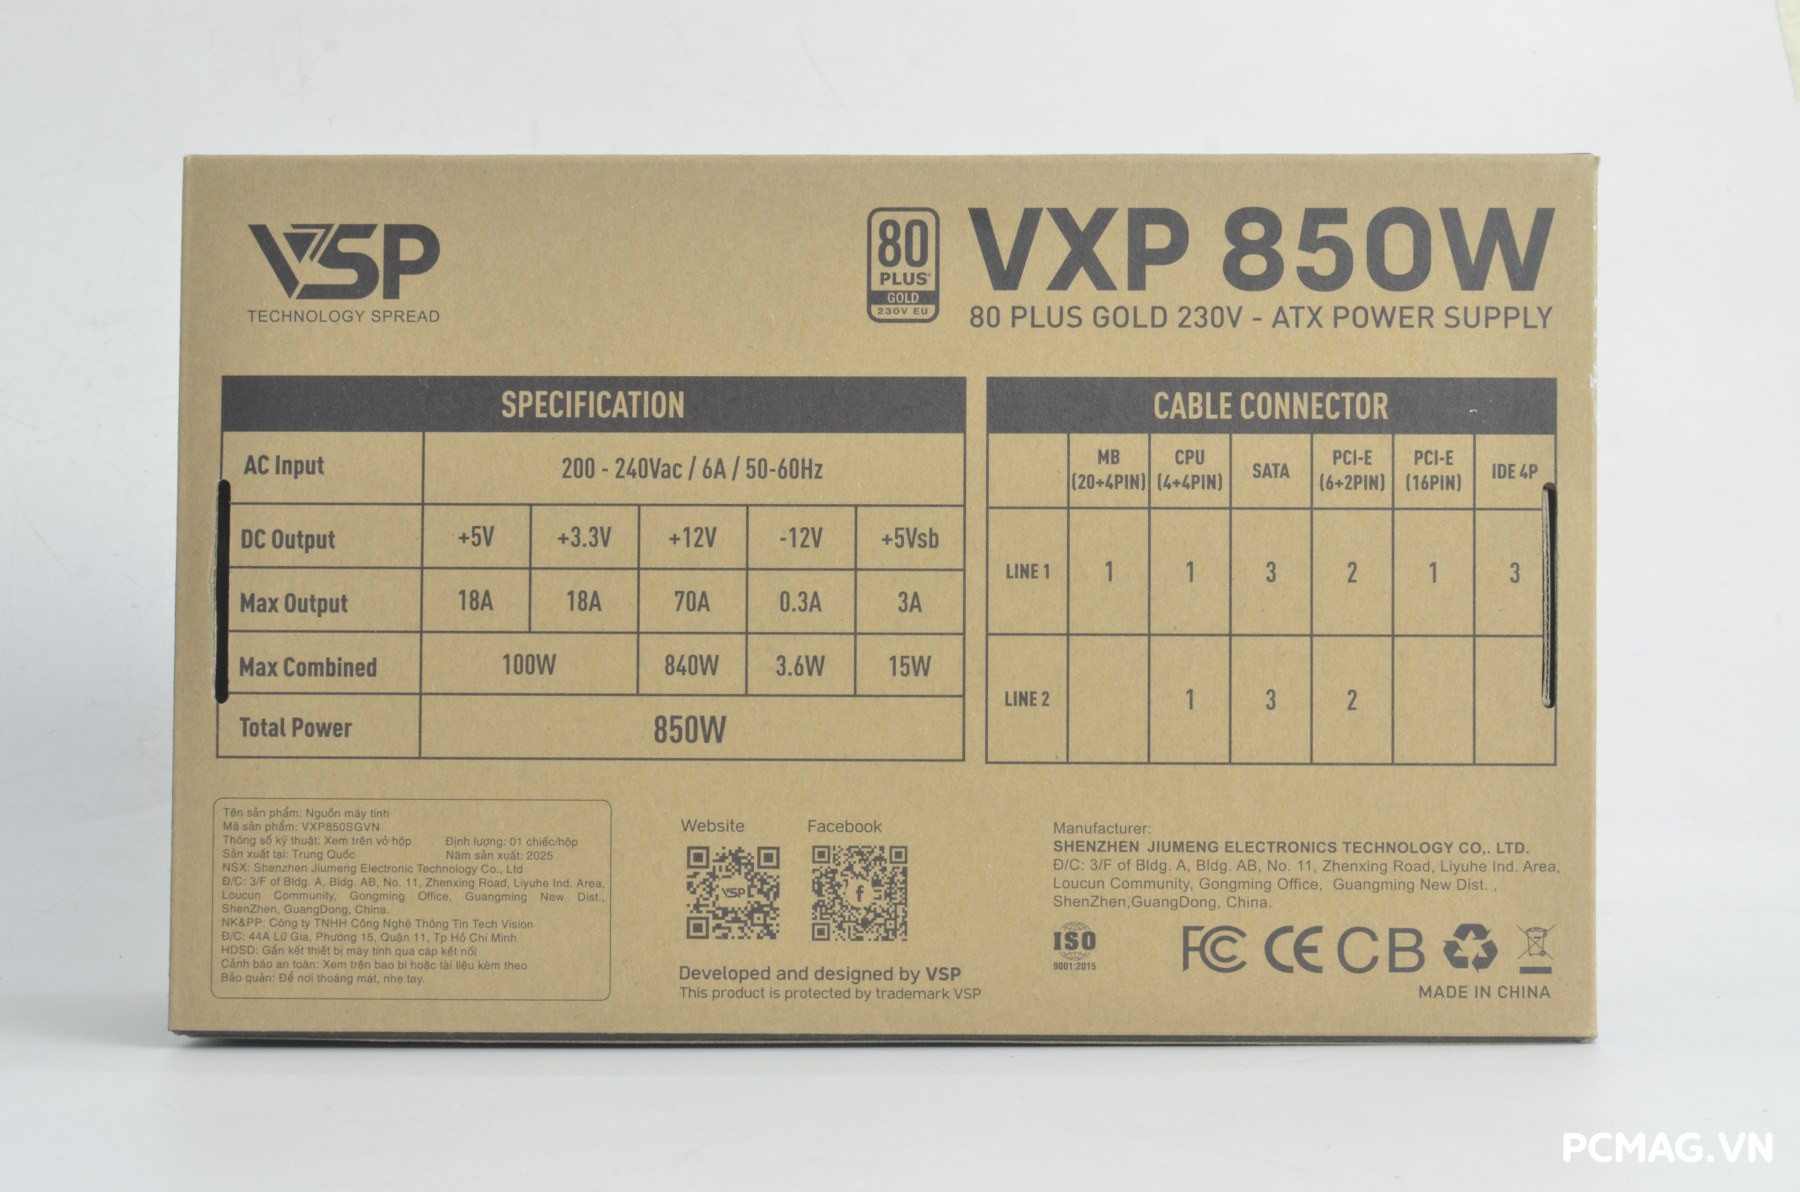 VSP
TECHNOLOGY SPREAD
80
PLUS
GOLD
230V EU
VXP 850W
80 PLUS GOLD 230V - ATX POWER SUPPLY
SPECIFICATION
AC Input 200 - 240Vac / 6A / 50-60Hz
DC Output +5V +3.3V +12V -12V +5Vsb
Max Output 18A 18A 70A 0.3A 3A
Max Combined 100W 840W 3.6W 15W
Total Power 850W
CABLE CONNECTOR
MB (20+4PIN) CPU (4+4PIN) SATA PCI-E (6+2PIN) PCI-E (16PIN) IDE 4P
LINE 1 1 1 3 2 1 3
LINE 2 1 3 2
Tên sản phẩm: Nguồn máy tính
Mã sản phẩm: VXP850SGVN
Thông số kỹ thuật: Xem trên vỏ hộp Định lượng: 01 chiếc/hộp
Sản xuất tại: Trung Quốc Năm sản xuất: 2025
NSX: Shenzhen Jiumeng Electronic Technology Co., Ltd
Đ/C: 3/F of Bldg. A, Bldg. AB, No. 11, Zhenxing Road, Liyuhe Ind. Area,
Loucun Community, Gongming Office, Guangming New Dist.,
ShenZhen, GuangDong, China.
NK&PP: Công ty TNHH Công Nghệ Thông Tin Tech Vision
Đ/C: 44A Lữ Gia, Phường 15, Quận 11, Tp Hồ Chí Minh
HDSD: Gắn kết thiết bị máy tính qua cáp kết nối
Cảnh báo an toàn: Xem trên bao bì hoặc tài liệu kèm theo
Bảo quản: Để nơi thoáng mát, nhẹ tay.
Website
VSP
Facebook
f
Developed and designed by VSP
This product is protected by trademark VSP
Manufacturer:
SHENZHEN JIUMENG ELECTRONICS TECHNOLOGY CO,. LTD.
Đ/C: 3/F of Bldg. A, Bldg. AB, No. 11, Zhenxing Road, Liyuhe Ind. Area,
Loucun Community, Gongming Office, Guangming New Dist. ,
ShenZhen,GuangDong, China.
ISO
9001:2015
FC CE CB
MADE IN CHINA
PCMAG.VN